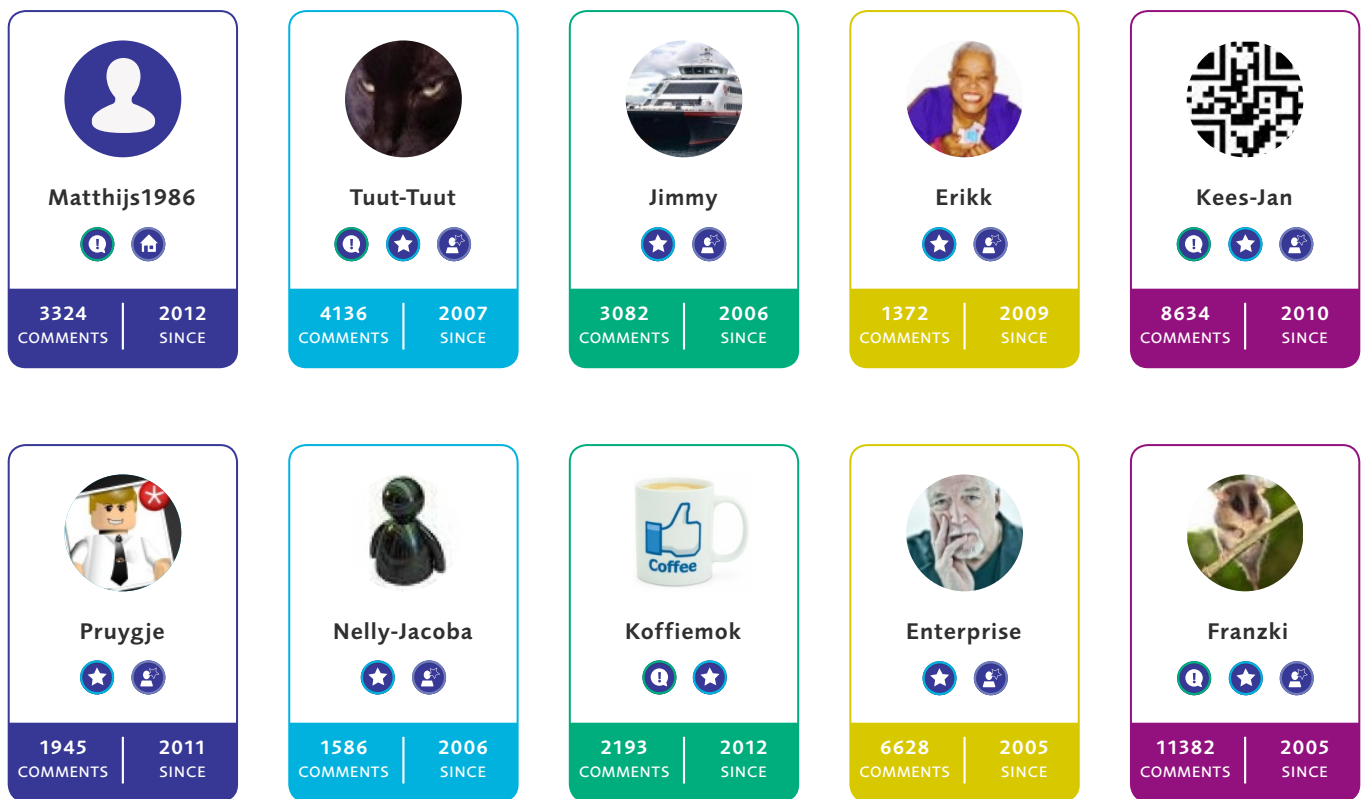 Matthijs1986
3324 2012
COMMENTS SINCE
Tuut-Tuut
4136 2007
COMMENTS SINCE
Jimmy
3082 2006
COMMENTS SINCE
Erikk
1372 2009
COMMENTS SINCE
Kees-Jan
8634 2010
COMMENTS SINCE
Pruygje
1945 2011
COMMENTS SINCE
Nelly-Jacoba
1586 2006
COMMENTS SINCE
Coffee
Koffiemok
2193 2012
COMMENTS SINCE
Enterprise
6628 2005
COMMENTS SINCE
Franzki
11382 2005
COMMENTS SINCE